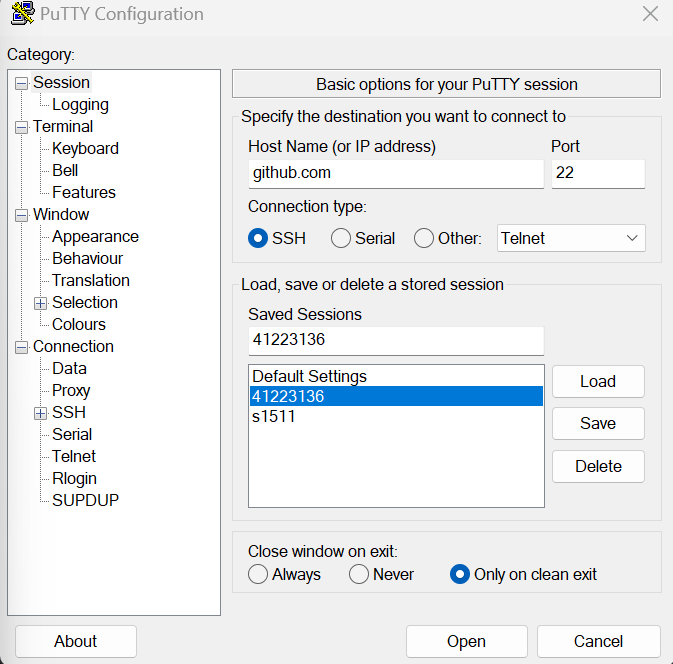 PuTTY Configuration
Category:
Session
Logging
Terminal
Keyboard
Bell
Features
Window
Appearance
Behaviour
Translation
Selection
Colours
Connection
Data
Proxy
SSH
Serial
Telnet
Rlogin
SUPDUP
Basic options for your PuTTY session
Specify the destination you want to connect to
Host Name (or IP address) Port
github.com 22
Connection type:
SSH Serial Other: Telnet
Load, save or delete a stored session
Saved Sessions
41223136
Default Settings
41223136
s1511
Load
Save
Delete
Close window on exit:
Always Never Only on clean exit
About Open Cancel